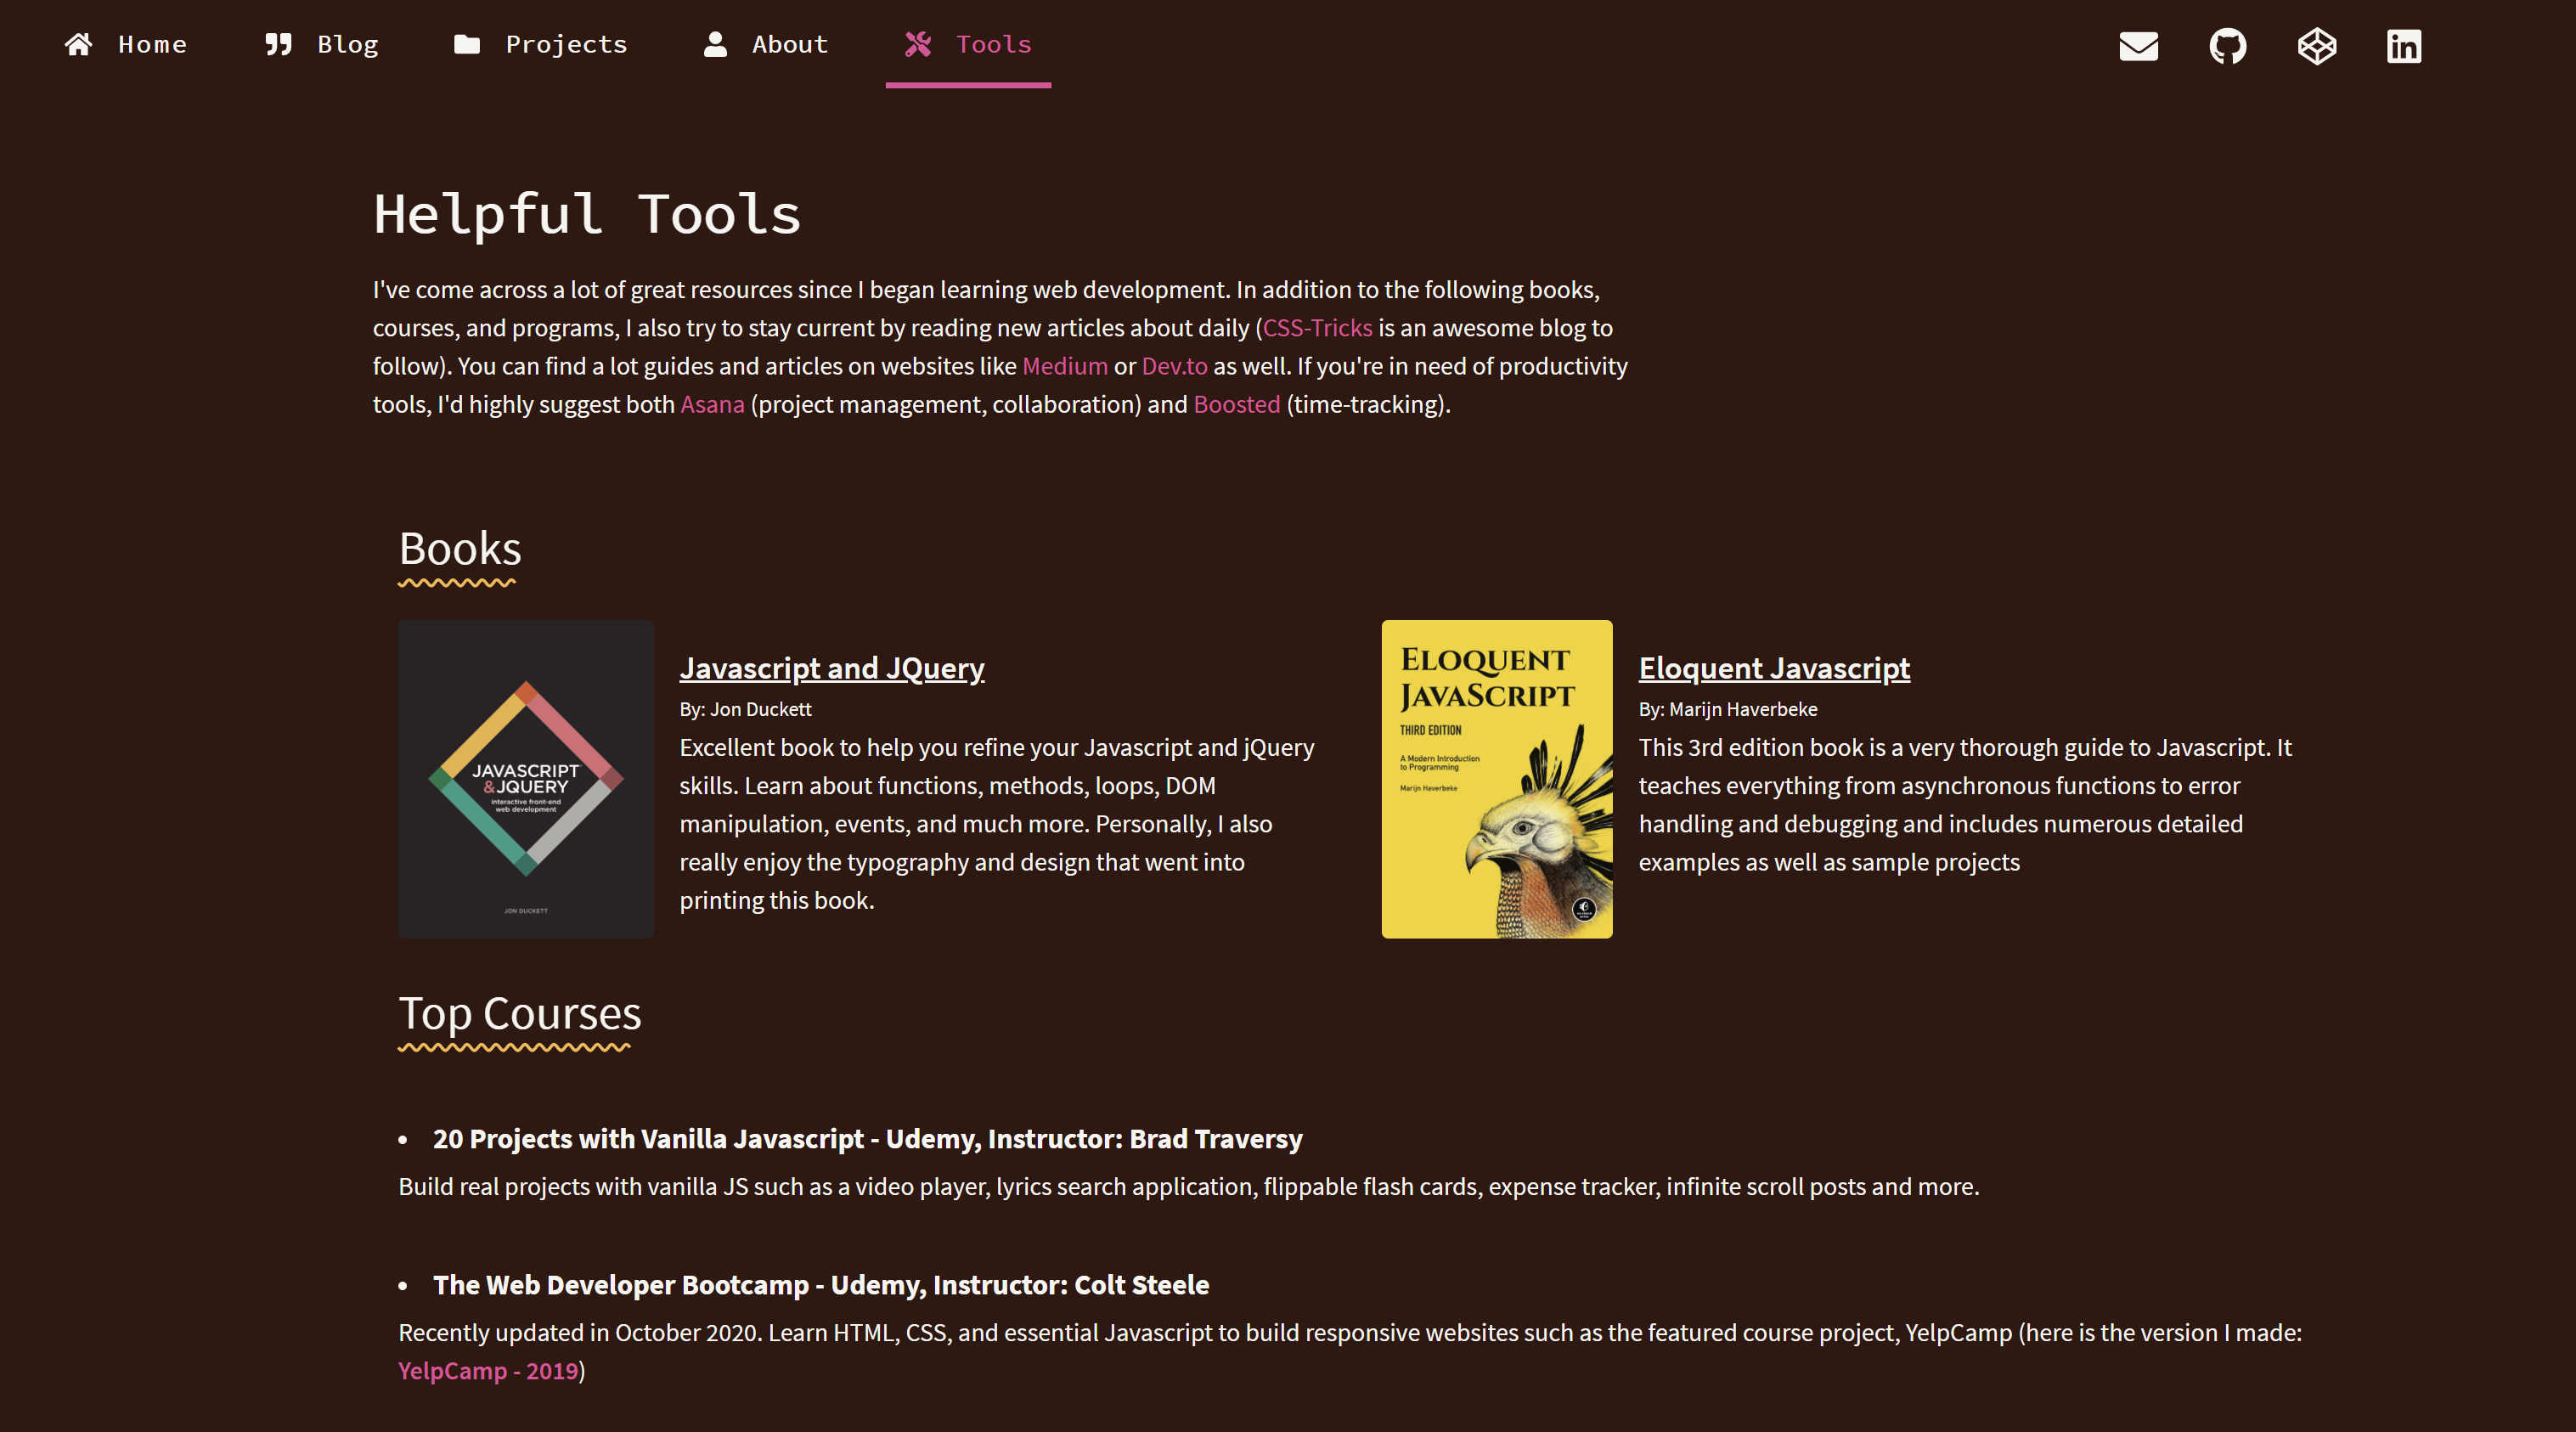 Home Blog Projects About Tools
Helpful Tools
I've come across a lot of great resources since I began learning web development. In addition to the following books,
courses, and programs, I also try to stay current by reading new articles about daily (CSS-Tricks is an awesome blog to
follow). You can find a lot guides and articles on websites like Medium or Dev.to as well. If you're in need of productivity
tools, I'd highly suggest both Asana (project management, collaboration) and Boosted (time-tracking).
Books
JAVASCRIPT
&JQUERY
interactive front-end
web development
JON DUCKETT
Javascript and JQuery
By: Jon Duckett
Excellent book to help you refine your Javascript and jQuery
skills. Learn about functions, methods, loops, DOM
manipulation, events, and much more. Personally, I also
really enjoy the typography and design that went into
printing this book.
ELOQUENT
JAVASCRIPT
THIRD EDITION
A Modern Introduction
to Programming
Marijn Haverbeke
Eloquent Javascript
By: Marijn Haverbeke
This 3rd edition book is a very thorough guide to Javascript. It
teaches everything from asynchronous functions to error
handling and debugging and includes numerous detailed
examples as well as sample projects
Top Courses
• 20 Projects with Vanilla Javascript - Udemy, Instructor: Brad Traversy
Build real projects with vanilla JS such as a video player, lyrics search application, flippable flash cards, expense tracker, infinite scroll posts and more.
• The Web Developer Bootcamp - Udemy, Instructor: Colt Steele
Recently updated in October 2020. Learn HTML, CSS, and essential Javascript to build responsive websites such as the featured course project, YelpCamp (here is the version I made:
YelpCamp - 2019)